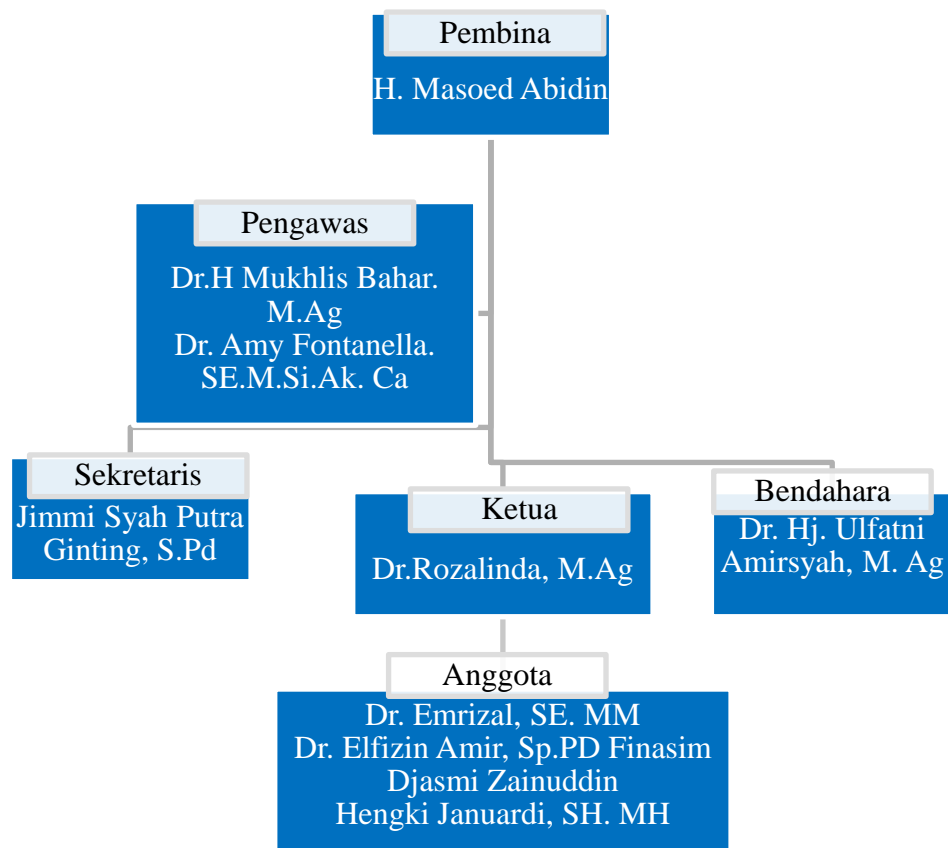 Pembina
H. Masoed Abidin
Pengawas
Dr.H Mukhlis Bahar.
M.Ag
Dr. Amy Fontanella.
SE.M.Si.Ak. Ca
Sekretaris
Jimmi Syah Putra
Ginting, S.Pd
Ketua
Dr.Rozalinda, M.Ag
Bendahara
Dr. Hj. Ulfatni
Amirsyah, M. Ag
Anggota
Dr. Emrizal, SE. MM
Dr. Elfizin Amir, Sp.PD Finasim
Djasmi Zainuddin
Hengki Januardi, SH. MH